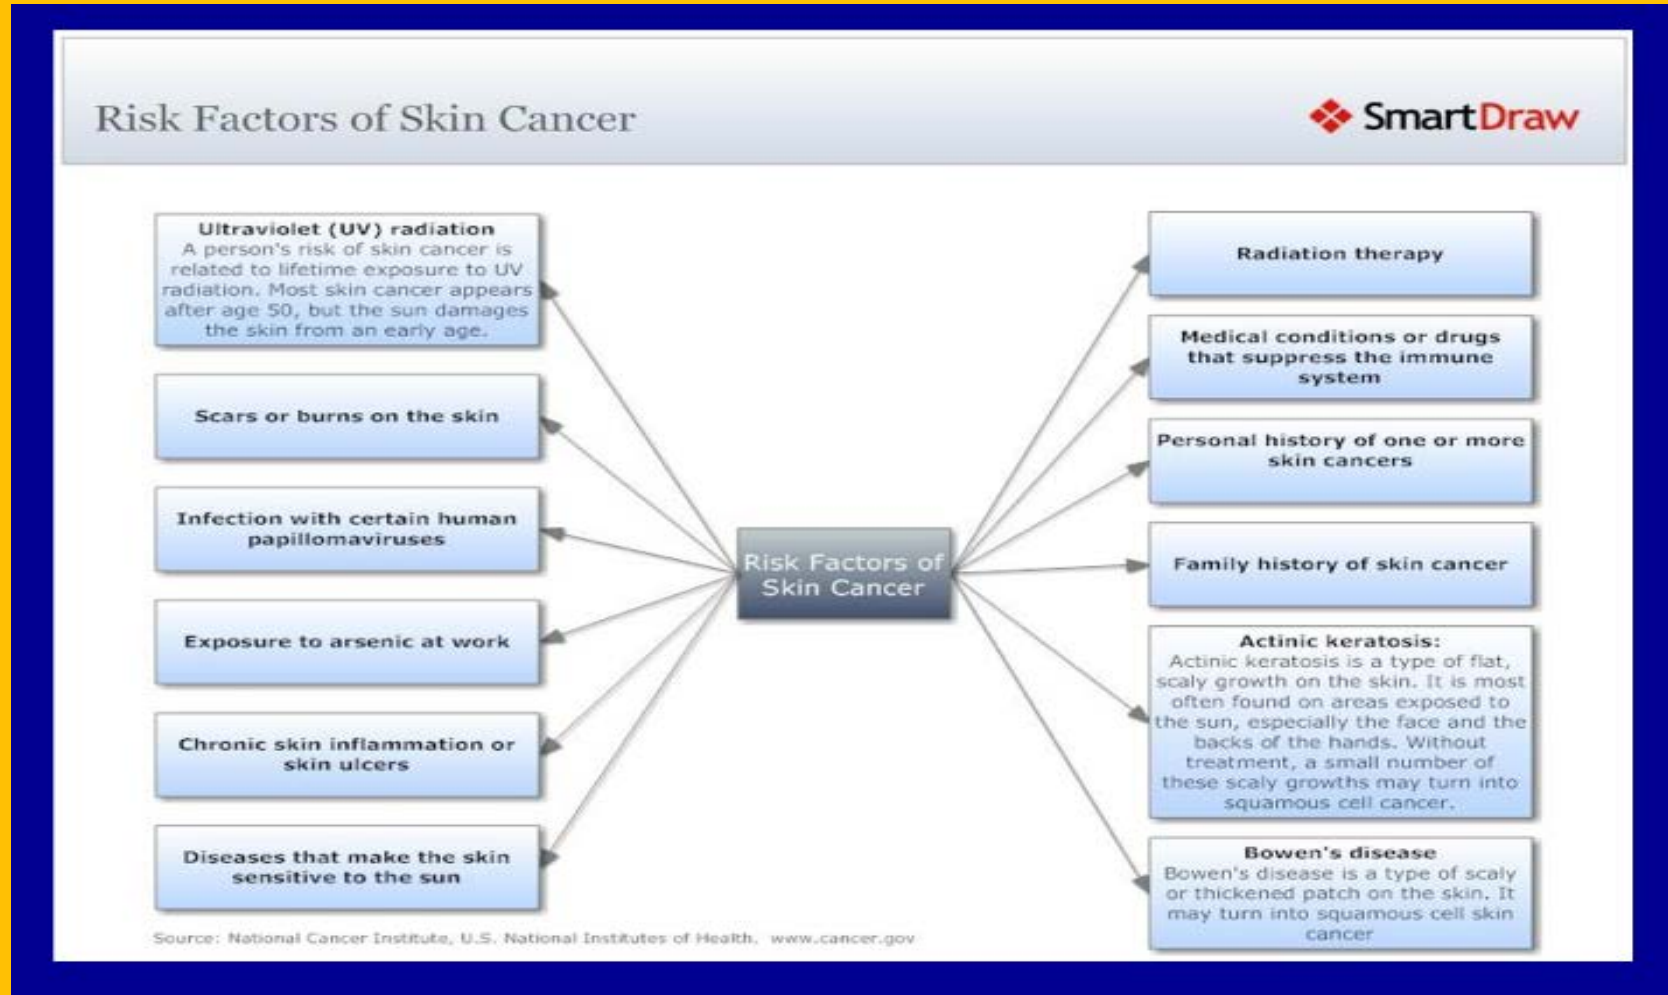 Risk Factors of Skin Cancer
SmartDraw
Ultraviolet (UV) radiation
A person's risk of skin cancer is
related to lifetime exposure to UV
radiation. Most skin cancer appears
after age 50, but the sun damages
the skin from an early age.
Scars or burns on the skin
Infection with certain human
papillomaviruses
Exposure to arsenic at work
Chronic skin inflammation or
skin ulcers
Diseases that make the skin
sensitive to the sun
Risk Factors of
Skin Cancer
Radiation therapy
Medical conditions or drugs
that suppress the immune
system
Personal history of one or more
skin cancers
Family history of skin cancer
Actinic keratosis:
Actinic keratosis is a type of flat,
scaly growth on the skin. It is most
often found on areas exposed to
the sun, especially the face and the
backs of the hands. Without
treatment, a small number of
these scaly growths may turn into
squamous cell cancer.
Bowen's disease
Bowen's disease is a type of scaly
or thickened patch on the skin. It
may turn into squamous cell skin
cancer
Source: National Cancer Institute, U.S. National Institutes of Health, www.cancer.gov